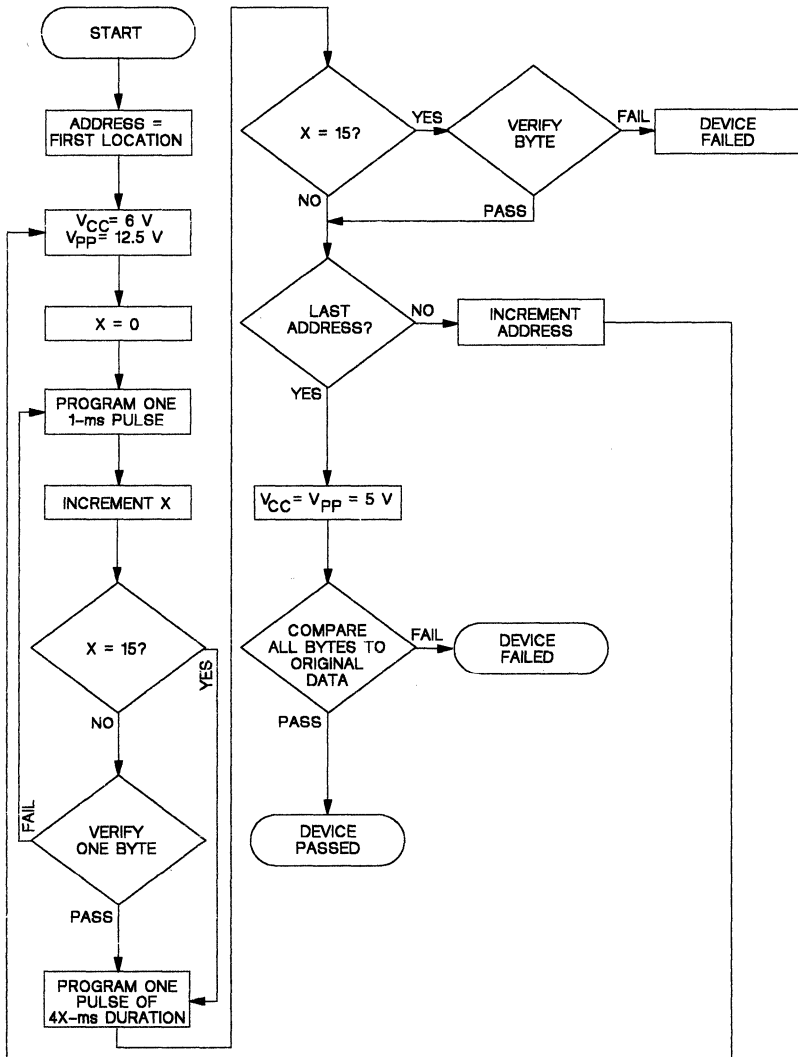 START
ADDRESS =
FIRST LOCATION
VCC= 6 V
VPP= 12.5 V
X = 0
PROGRAM ONE
1-ms PULSE
INCREMENT X
X = 15?
YES
NO
FAIL
VERIFY
ONE BYTE
PASS
PROGRAM ONE
PULSE OF
4X-ms DURATION
X = 15?
YES
VERIFY
BYTE
FAIL
DEVICE
FAILED
NO
PASS
LAST
ADDRESS?
NO
INCREMENT
ADDRESS
YES
VCC= VPP = 5 V
COMPARE
ALL BYTES TO
ORIGINAL
DATA
FAIL
DEVICE
FAILED
PASS
DEVICE
PASSED